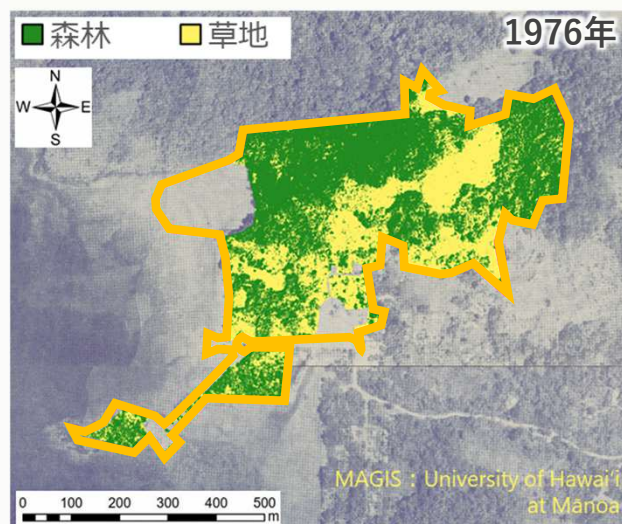 森林 草地
1976年
N
W E
S
MAGIS : University of Hawaiʻi
at Mānoa
0 100 200 300 400 500
m